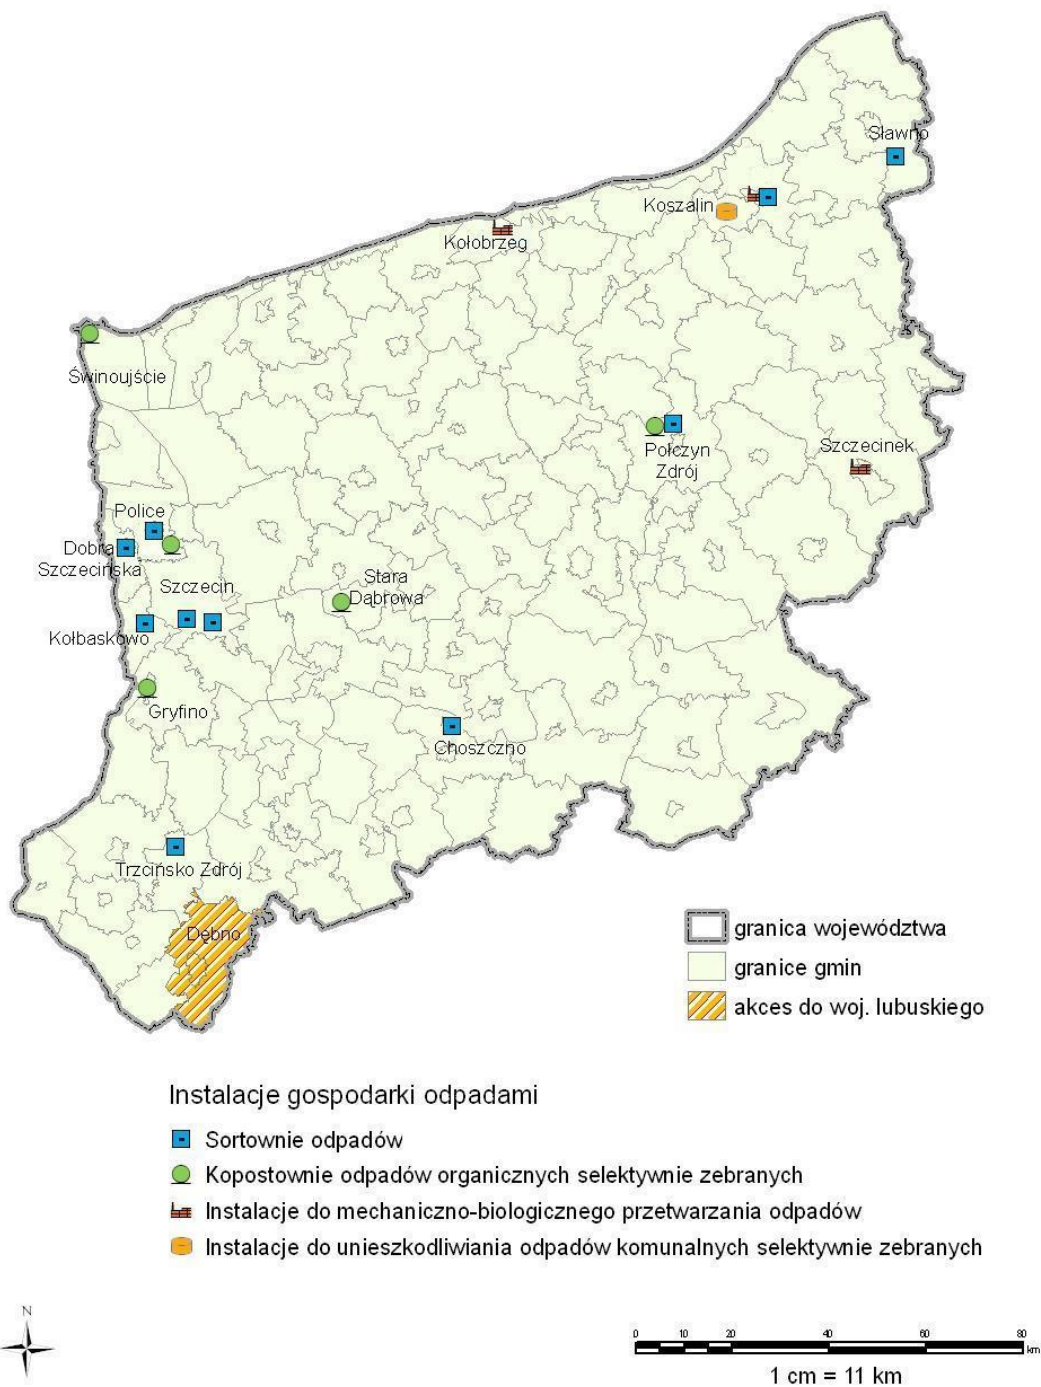 Sławno
Koszalin
Kołobrzeg
Świnoujście
Połczyn
Zdrój
Szczecinek
Police
Dobra
Szczecińska
Szczecin
Stara
Dąbrowa
Kołbaskowo
Gryfino
Choszczno
Trzcińsko Zdrój
Dębno
granica województwa
granice gmin
akces do woj. lubuskiego
Instalacje gospodarki odpadami
Sortownie odpadów
Kopostownie odpadów organicznych selektywnie zebranych
Instalacje do mechaniczno-biologicznego przetwarzania odpadów
Instalacje do unieszkodliwiania odpadów komunalnych selektywnie zebranych
N
0 10 20 40 60 80
km
1 cm = 11 km